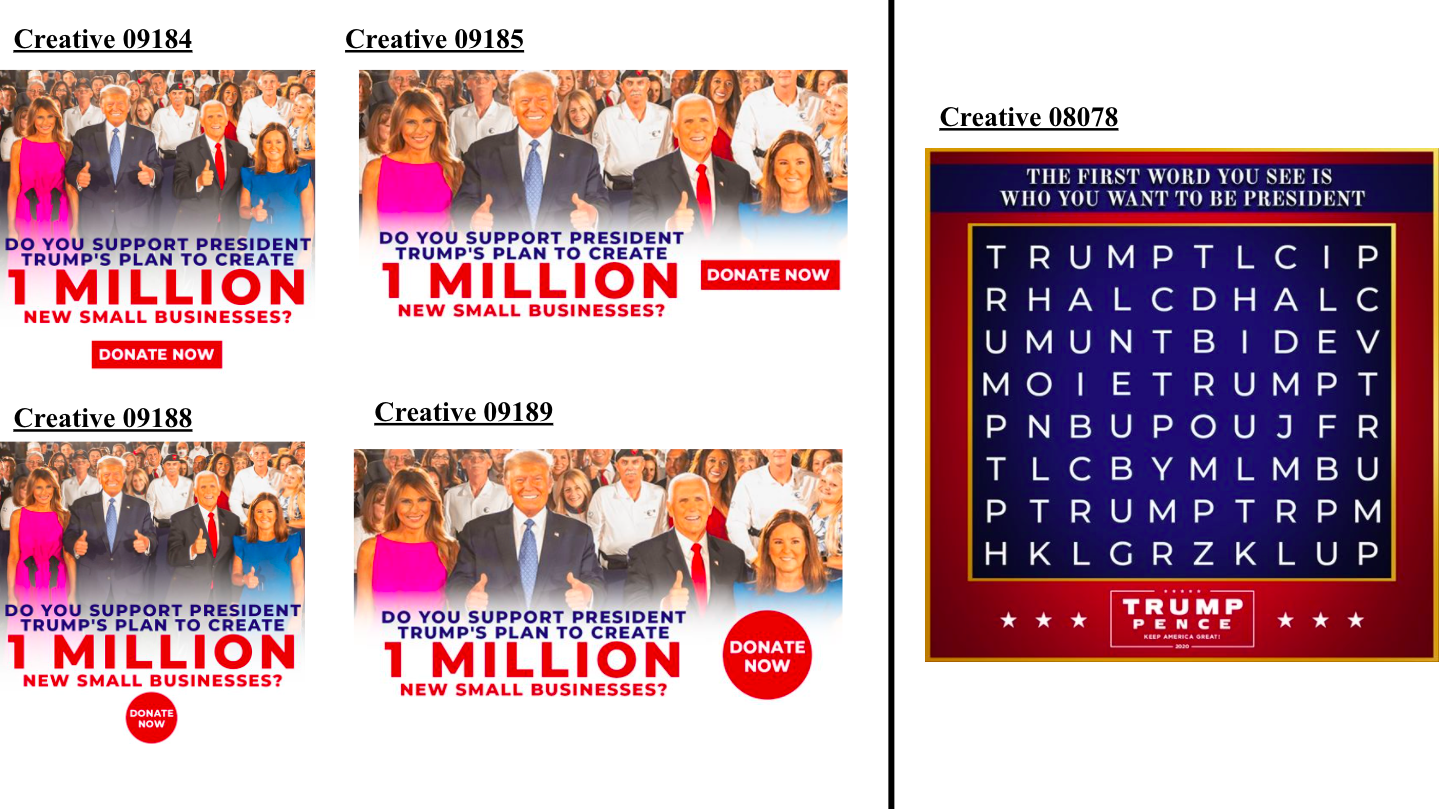 Creative 09184
DO YOU SUPPORT PRESIDENT
TRUMP'S PLAN TO CREATE
1 MILLION
NEW SMALL BUSINESSES?
DONATE NOW
Creative 09185
DO YOU SUPPORT PRESIDENT
TRUMP'S PLAN TO CREATE
1 MILLION
NEW SMALL BUSINESSES?
DONATE NOW
Creative 09188
DO YOU SUPPORT PRESIDENT
TRUMP'S PLAN TO CREATE
1 MILLION
NEW SMALL BUSINESSES?
DONATE
NOW
Creative 09189
DO YOU SUPPORT PRESIDENT
TRUMP'S PLAN TO CREATE
1 MILLION
NEW SMALL BUSINESSES?
DONATE
NOW
Creative 08078
THE FIRST WORD YOU SEE IS
WHO YOU WANT TO BE PRESIDENT
T R U M P T L C I P
R H A L C D H A L C
U M U N T B I D E V
M O I E T R U M P T
P N B U P O U J F R
T L C B Y M L M B U
P T R U M P T R P M
H K L G R Z K L U P
TRUMP
PENCE
KEEP AMERICA GREAT!
2020